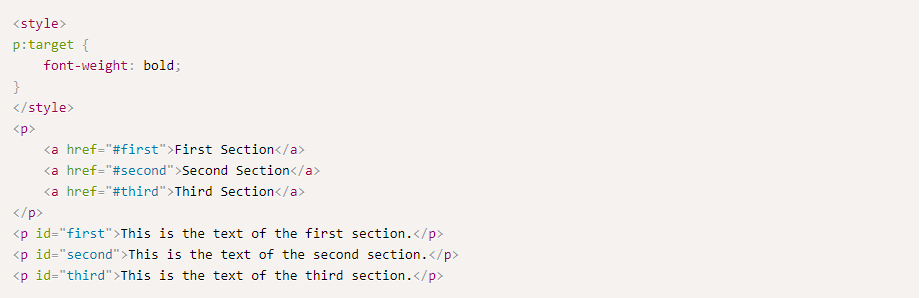 <style>
p:target {
    font-weight: bold;
}
</style>
<p>
    <a href="#first">First Section</a>
    <a href="#second">Second Section</a>
    <a href="#third">Third Section</a>
</p>
<p id="first">This is the text of the first section.</p>
<p id="second">This is the text of the second section.</p>
<p id="third">This is the text of the third section.</p>